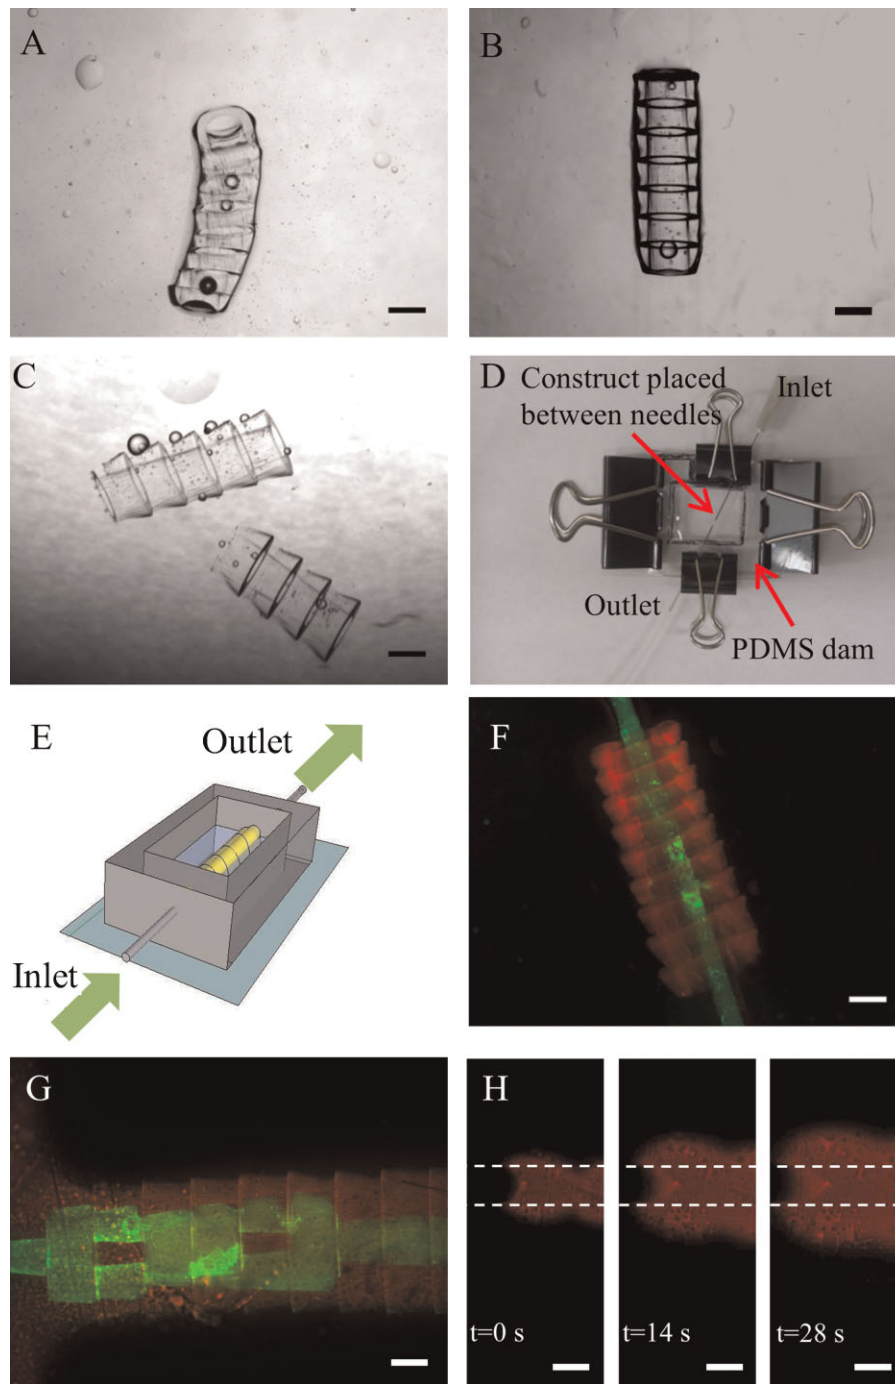 A
B
C
D
Construct placed
between needles
Inlet
Outlet
PDMS dam
E
Outlet
Inlet
F
G
H
t=0 s
t=14 s
t=28 s